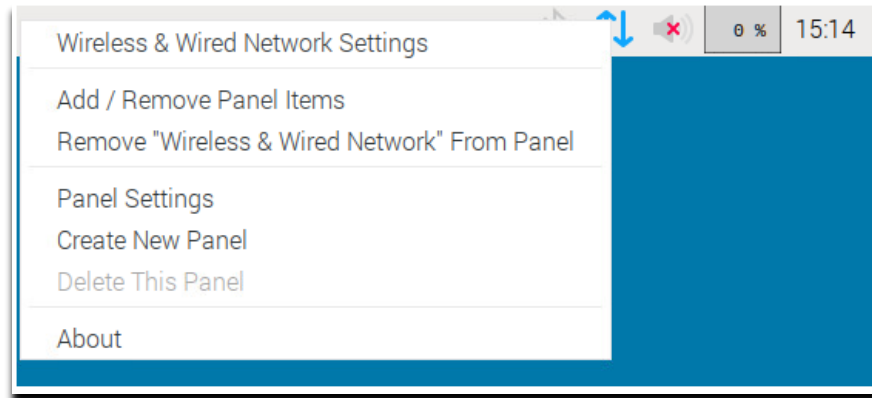 0 % 15:14
Wireless & Wired Network Settings
Add / Remove Panel Items
Remove "Wireless & Wired Network" From Panel
Panel Settings
Create New Panel
Delete This Panel
About